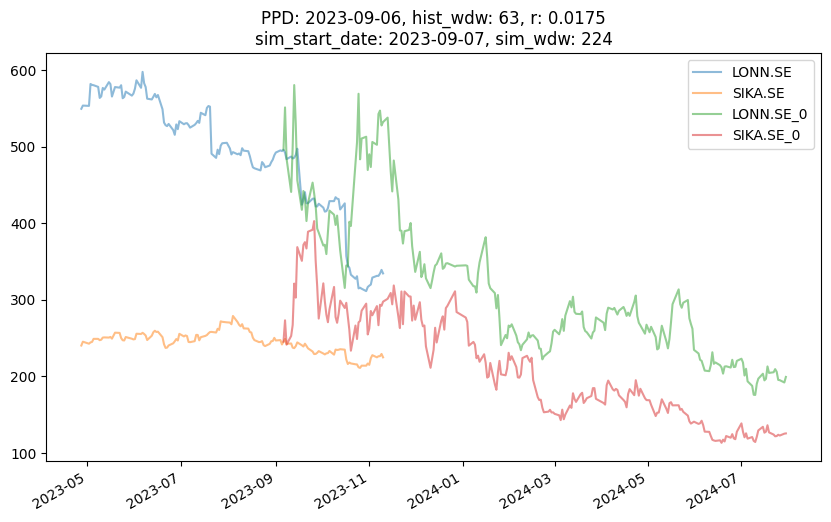 PPD: 2023-09-06, hist_wdw: 63, r: 0.0175
sim_start_date: 2023-09-07, sim_wdw: 224
LONN.SE
SIKA.SE
LONN.SE_0
SIKA.SE_0
600
500
400
300
200
100
2023-05
2023-07
2023-09
2023-11
2024-01
2024-03
2024-05
2024-07